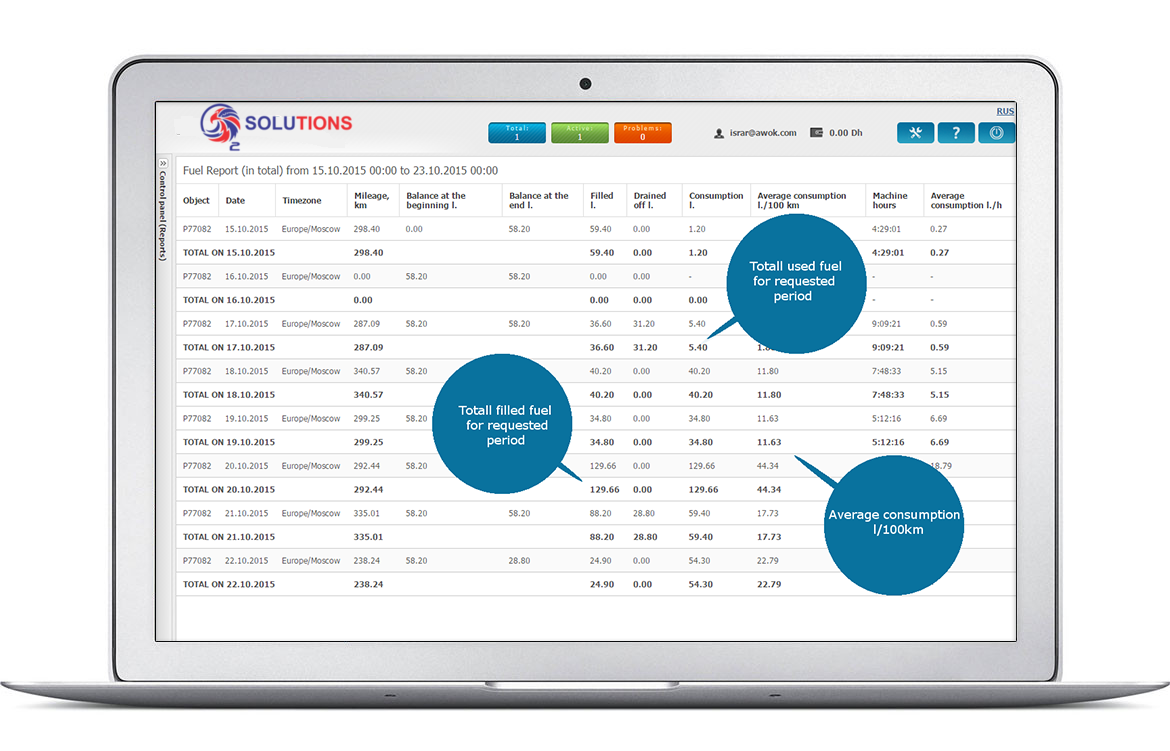 SOLUTIONS
2
Total:
1
Active:
1
Problems:
0
israr@awok.com
0.00 Dh
RUS
?
Control panel (Reports)
Fuel Report (in total) from 15.10.2015 00:00 to 23.10.2015 00:00
Object Date Timezone Mileage, km Balance at the beginning l. Balance at the end l. Filled l. Drained off l. Consumption l. Average consumption l./100 km Machine hours Average consumption l./h
P77082 15.10.2015 Europe/Moscow 298.40 0.00 58.20 59.40 0.00 1.20 4:29:01 0.27
TOTAL ON 15.10.2015 298.40 59.40 0.00 1.20 4:29:01 0.27
P77082 16.10.2015 Europe/Moscow 0.00 58.20 58.20 0.00 0.00 - - -
TOTAL ON 16.10.2015 0.00 0.00 0.00 0.00 - -
P77082 17.10.2015 Europe/Moscow 287.09 58.20 58.20 36.60 31.20 5.40 9:09:21 0.59
TOTAL ON 17.10.2015 287.09 36.60 31.20 5.40 9:09:21 0.59
P77082 18.10.2015 Europe/Moscow 340.57 58.20 40.20 0.00 40.20 11.80 7:48:33 5.15
TOTAL ON 18.10.2015 340.57 40.20 0.00 40.20 11.80 7:48:33 5.15
P77082 19.10.2015 Europe/Moscow 299.25 58.20 34.80 0.00 34.80 11.63 5:12:16 6.69
TOTAL ON 19.10.2015 299.25 34.80 0.00 34.80 11.63 5:12:16 6.69
P77082 20.10.2015 Europe/Moscow 292.44 58.20 129.66 0.00 129.66 44.34 18.79
TOTAL ON 20.10.2015 292.44 129.66 0.00 129.66 44.34
P77082 21.10.2015 Europe/Moscow 335.01 58.20 58.20 88.20 28.80 59.40 17.73
TOTAL ON 21.10.2015 335.01 88.20 28.80 59.40 17.73
P77082 22.10.2015 Europe/Moscow 238.24 58.20 28.80 24.90 0.00 54.30 22.79
TOTAL ON 22.10.2015 238.24 24.90 0.00 54.30 22.79
Totall used fuel
for requested
period
Totall filled fuel
for requested
period
Average consumption
l/100km